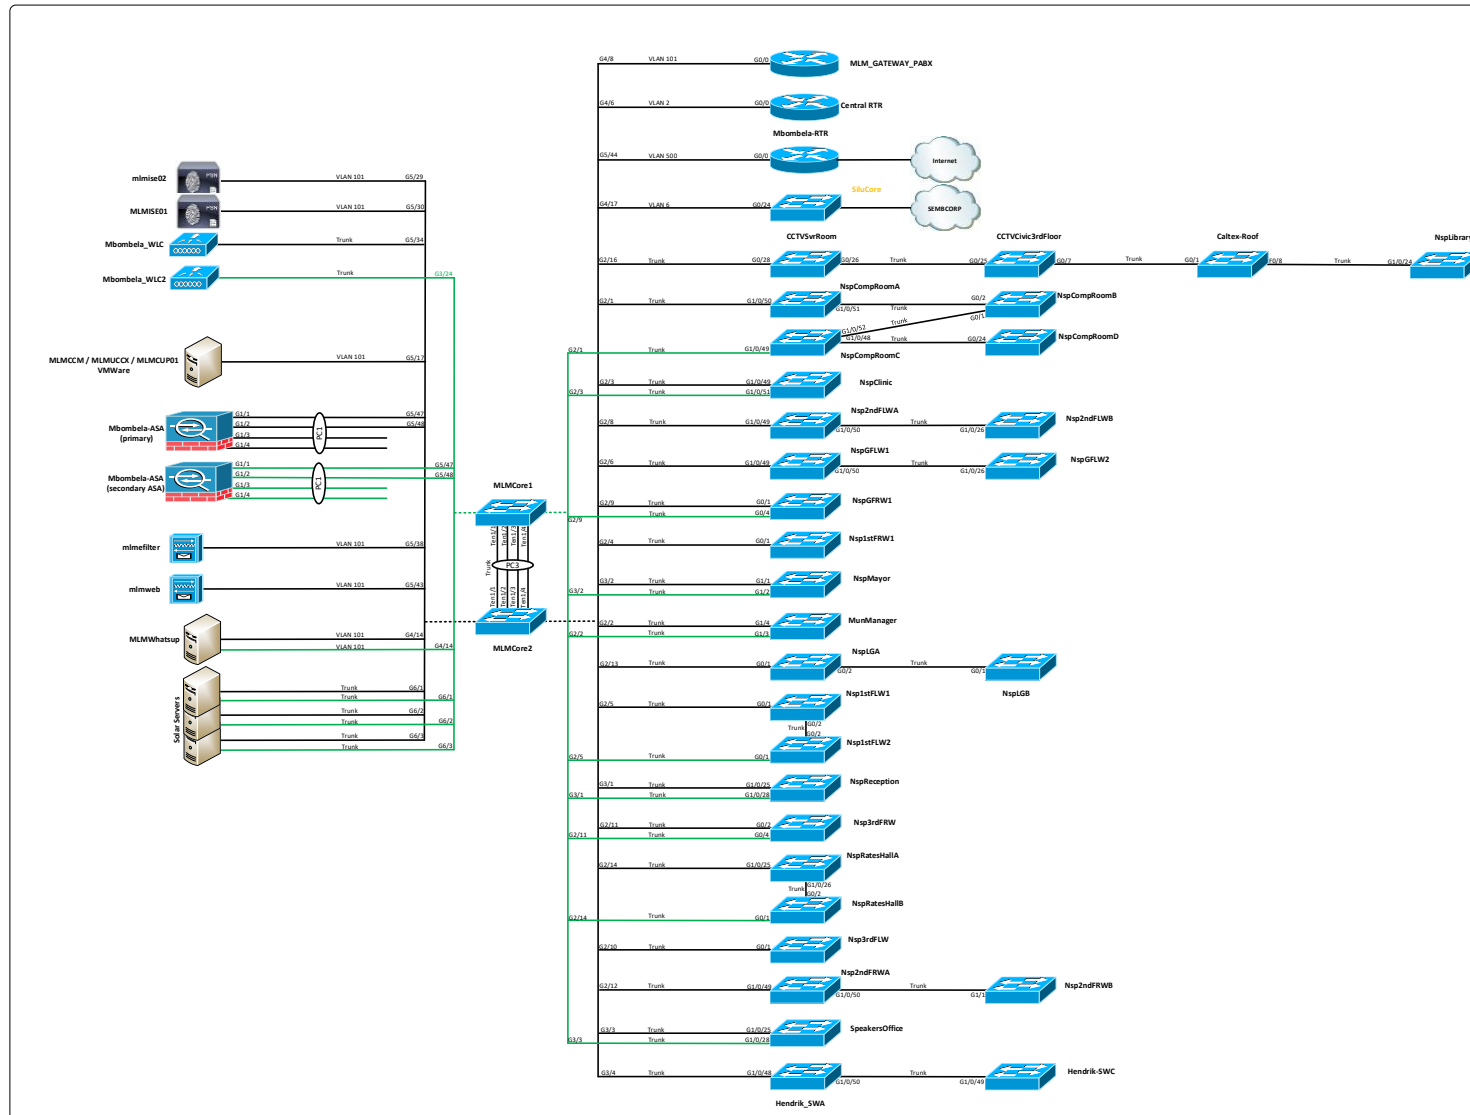 G4/8 VLAN 101 G0/0 MLM_GATEWAY_PABX
G4/6 VLAN 2 G0/0 Central RTR
Mbombela-RTR
G5/44 VLAN 500 G0/0 Internet
SiluCore
G4/17 VLAN 6 G0/24 SEMBCORP
mlmise02 VLAN 101 G5/29
MLMISE01 VLAN 101 G5/30
Mbombela_WLC Trunk G5/34
Mbombela_WLC2 Trunk G3/24
MLMCCM / MLMUCCX / MLMCUP01
VMWare
VLAN 101 G5/17
Mbombela-ASA
(primary)
G1/1 G5/47
G1/2 G5/48
G1/3
G1/4
PC1
Mbombela-ASA
(secondary ASA)
G1/1 G5/47
G1/2 G5/48
G1/3
G1/4
PC1
mlmefilter VLAN 101 G5/38
mlmweb VLAN 101 G5/43
MLMWhatsup VLAN 101 G4/14
VLAN 101 G4/14
Solar Servers
Trunk G6/1
Trunk G6/1
Trunk G6/2
Trunk G6/2
Trunk G6/3
Trunk G6/3
MLMCore1
Ten1/1 Ten1/2 Ten1/3 Ten1/4
Trunk
PC3
Ten1/1 Ten1/2 Ten1/3 Ten1/4
MLMCore2
CCTVSvrRoom CCTVCivic3rdFloor Caltex-Roof NspLibrary
G2/16 Trunk G0/28 G0/26 Trunk G0/25 G0/7 Trunk G0/1 F0/8 Trunk G1/0/24
NspCompRoomA NspCompRoomB
G2/1 Trunk G1/0/50 G1/0/51 Trunk G0/2
G1/0/52 Trunk G0/1
G2/1 Trunk G1/0/49 G1/0/48 Trunk G0/24 NspCompRoomD
NspCompRoomC
G2/3 Trunk G1/0/49 NspClinic
G2/3 Trunk G1/0/51
Nsp2ndFLWA Nsp2ndFLWB
G2/8 Trunk G1/0/49 G1/0/50 Trunk G1/0/26
NspGFLW1 NspGFLW2
G2/6 Trunk G1/0/49 G1/0/50 Trunk G1/0/26
G2/9 Trunk G0/1 NspGFRW1
G2/9 Trunk G0/4
G2/4 Trunk G0/1 Nsp1stFRW1
G3/2 Trunk G1/1 NspMayor
G3/2 Trunk G1/2
G2/2 Trunk G1/4 MunManager
G2/2 Trunk G1/3
NspLGA
G2/13 Trunk G0/1 G0/2 Trunk G0/1
NspLGB
Nsp1stFLW1
G2/5 Trunk G0/1
G0/2
Trunk
G0/2
Nsp1stFLW2
G2/5 Trunk G0/1
G3/1 Trunk G1/0/25 NspReception
G3/1 Trunk G1/0/28
G2/11 Trunk G0/2 Nsp3rdFRW
G2/11 Trunk G0/4
NspRatesHallA
G2/14 Trunk G1/0/25
G1/0/26
Trunk
G0/2
NspRatesHallB
G2/14 Trunk G0/1
G2/10 Trunk G0/1 Nsp3rdFLW
Nsp2ndFRWA Nsp2ndFRWB
G2/12 Trunk G1/0/49 G1/0/50 Trunk G1/1
G3/3 Trunk G1/0/25 SpeakersOffice
G3/3 Trunk G1/0/28
G3/4 Trunk G1/0/48 G1/0/50 Trunk G1/0/49 Hendrik-SWC
Hendrik_SWA